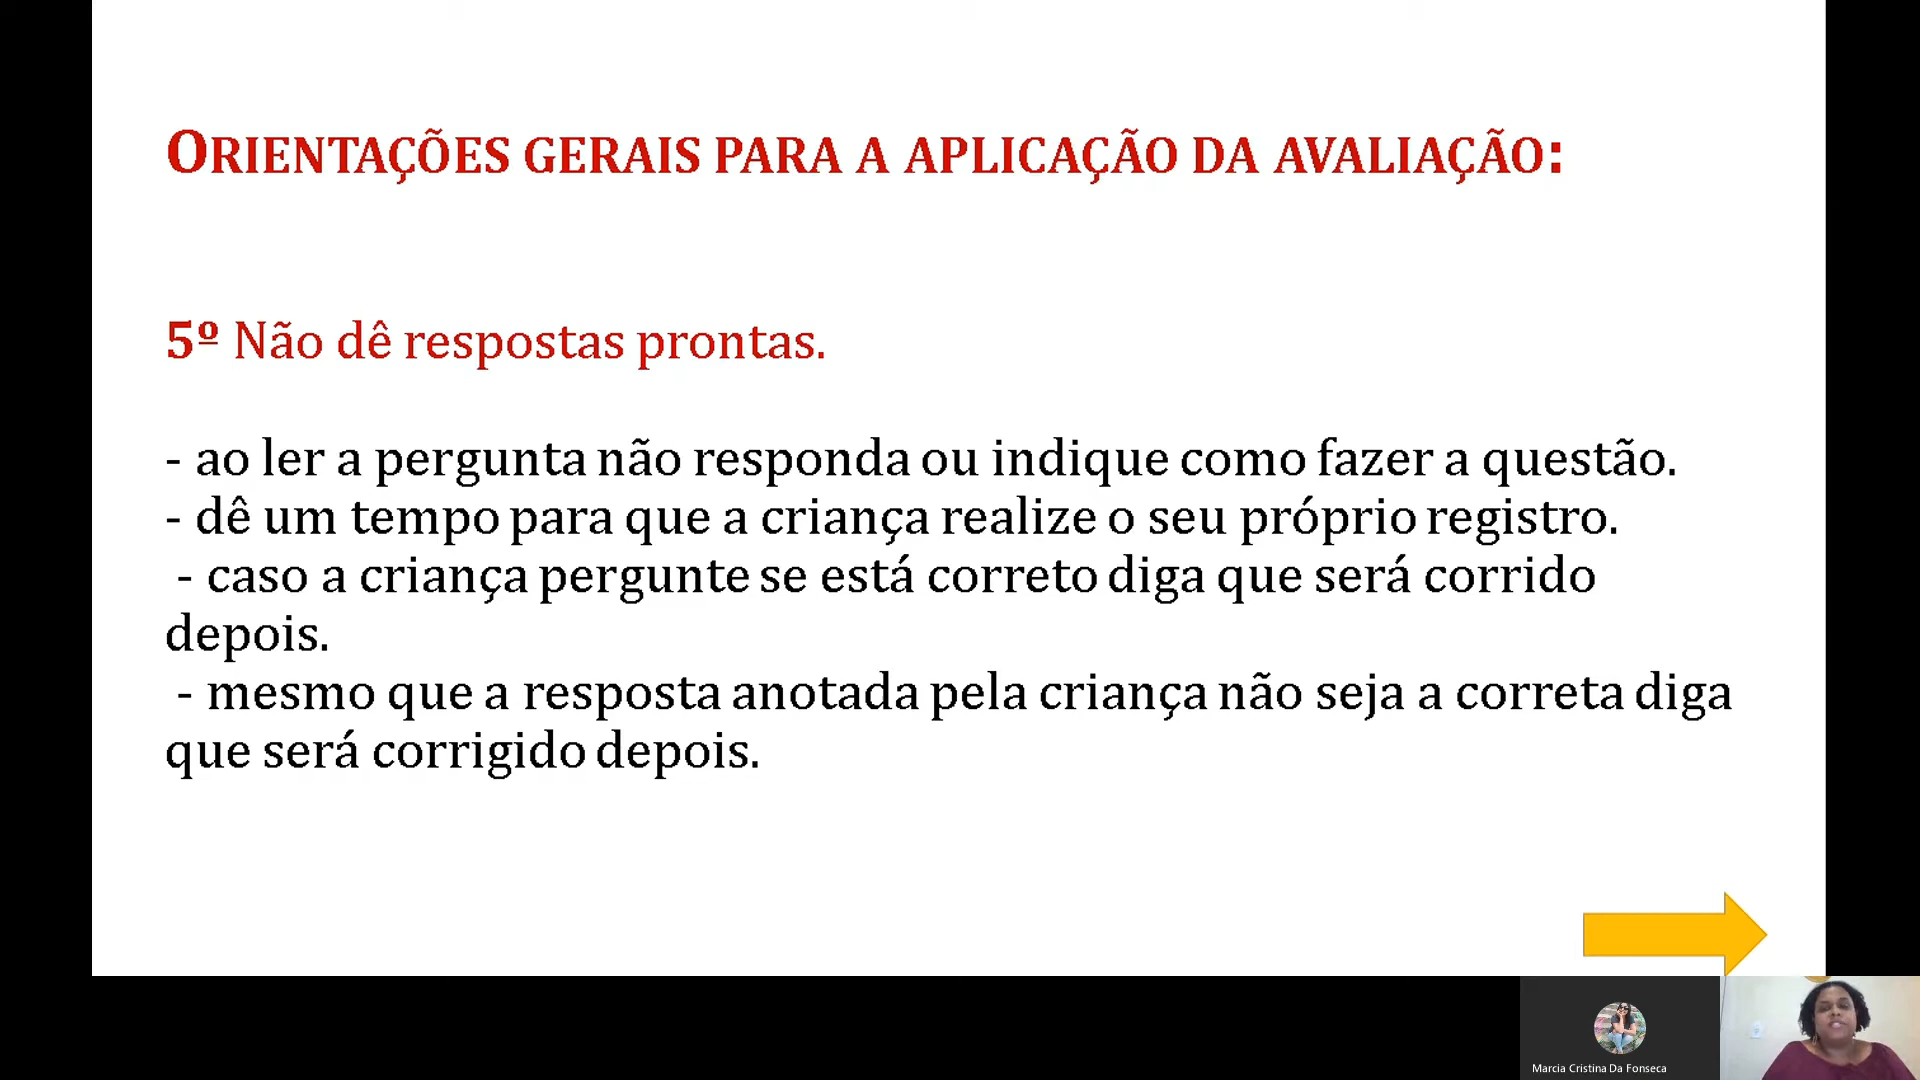 ORIENTAÇÕES GERAIS PARA A APLICAÇÃO DA AVALIAÇÃO:
5º Não dê respostas prontas.
- ao ler a pergunta não responda ou indique como fazer a questão.
- dê um tempo para que a criança realize o seu próprio registro.
- caso a criança pergunte se está correto diga que será corrido
depois.
- mesmo que a resposta anotada pela criança não seja a correta diga
que será corrigido depois.
Marcia Cristina Da Fonseca